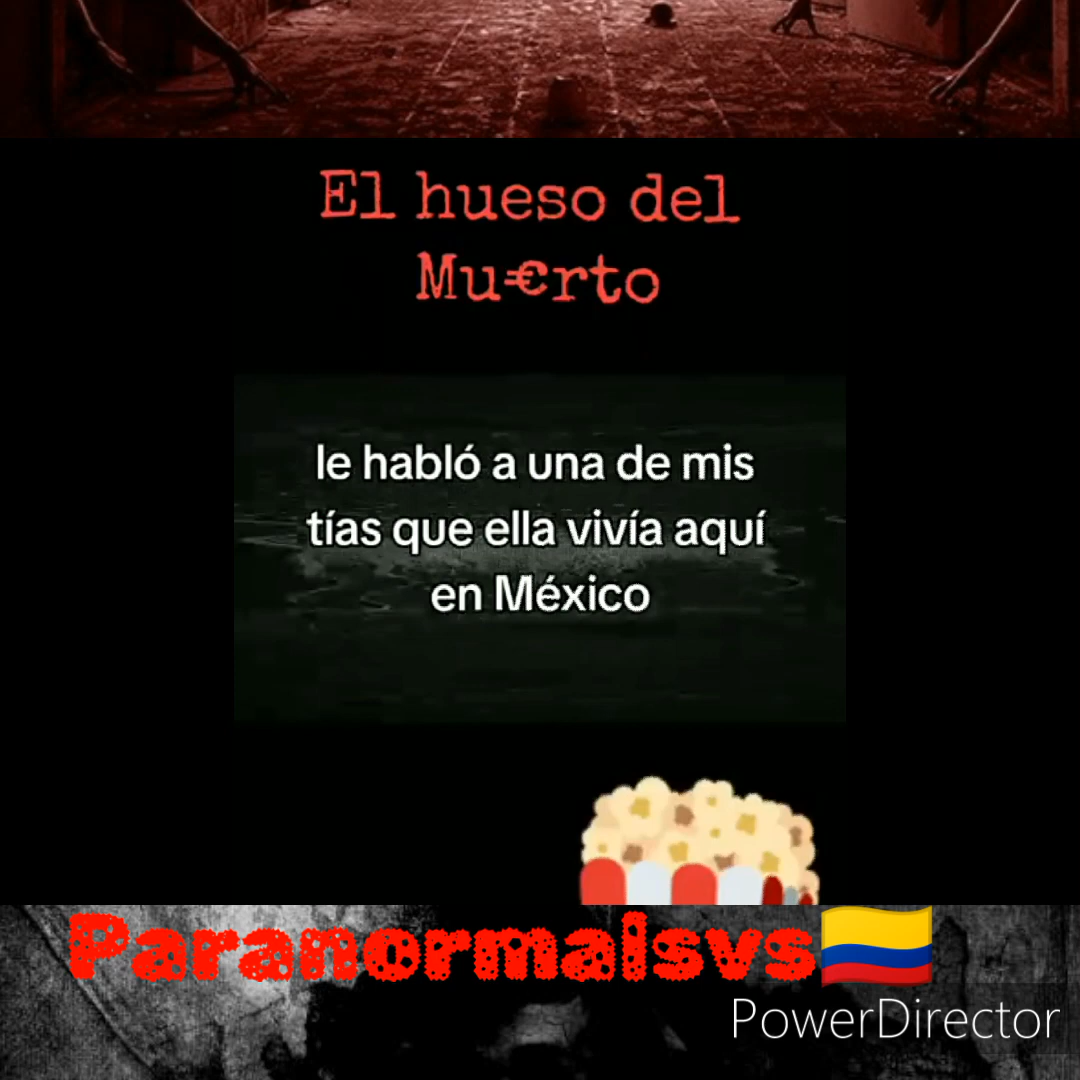 El hueso del
Mu€rto
le habló a una de mis
tías que ella vivía aquí
en México
Paranormalsvs
PowerDirector